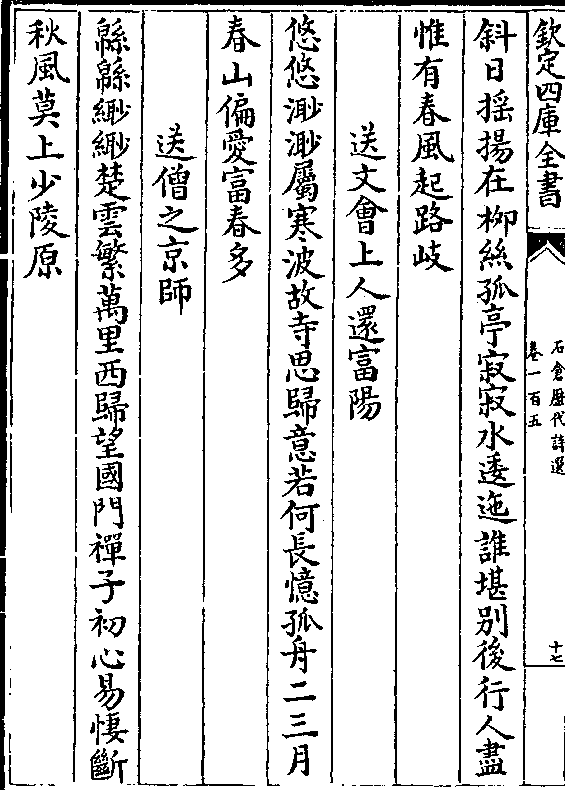 欽定四庫全書
石倉歴代詩選
卷一百五
十七
斜日揺揚在柳絲孤亭寂寂水逶迤誰堪别後行人盡
惟有春風起路岐
送文會上人還富陽
悠悠渺渺屬寒波故寺思歸意若何長憶孤舟二三月
春山偏愛富春多
送僧之京師
緜緜緲緲楚雲繁萬里西歸望國門禪子初心易悽斷
秋風莫上少陵原